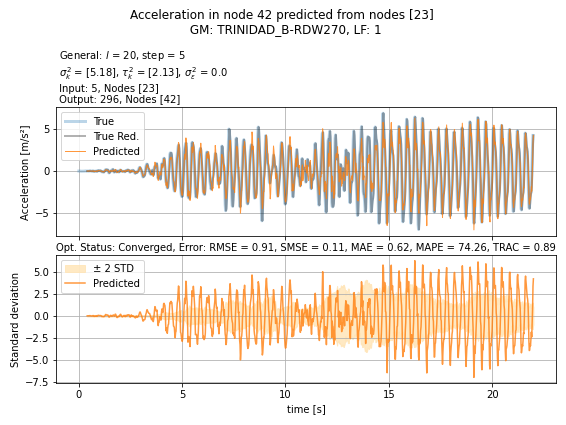 Acceleration in node 42 predicted from nodes [23]
GM: TRINIDAD_B-RDW270, LF: 1
General: l = 20, step = 5
σ_k² = [5.18], τ_k² = [2.13], σ_ε² = 0.0
Input: 5, Nodes [23]
Output: 296, Nodes [42]
True
True Red.
Predicted
Acceleration [m/s²]
5
0
−5
Opt. Status: Converged, Error: RMSE = 0.91, SMSE = 0.11, MAE = 0.62, MAPE = 74.26, TRAC = 0.89
± 2 STD
Predicted
Standard deviation
5.0
2.5
0.0
−2.5
−5.0
−7.5
0 5 10 15 20
time [s]